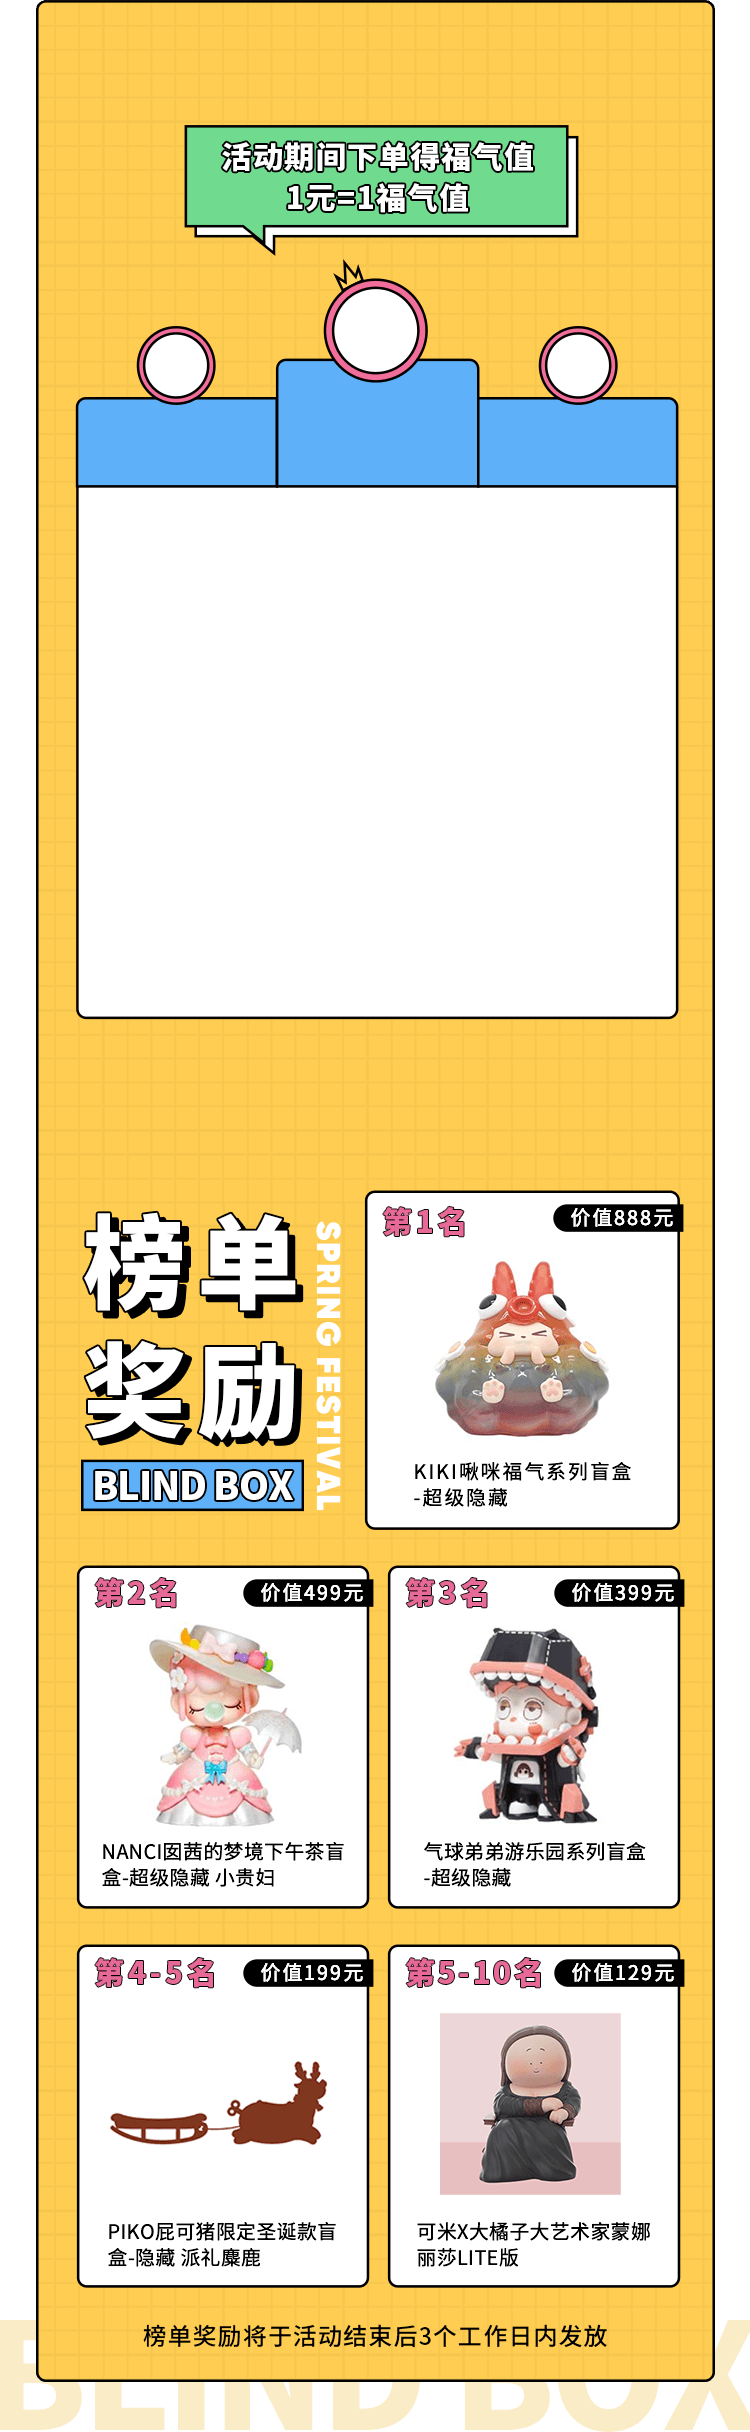 活动期间下单得福气值
1元=1福气值
榜单
奖励
BLIND BOX
SPRING FESTIVAL
第1名
价值888元
KIKI啾咪福气系列盲盒
-超级隐藏
第2名
价值499元
NANCI囡茜的梦境下午茶盲
盒-超级隐藏 小贵妇
第3名
价值399元
气球弟弟游乐园系列盲盒
-超级隐藏
第4-5名
价值199元
PIKO屁可猪限定圣诞款盲
盒-隐藏 派礼麋鹿
第5-10名
价值129元
可米X大橘子大艺术家蒙娜
丽莎LITE版
榜单奖励将于活动结束后3个工作日内发放
BLIND BOX